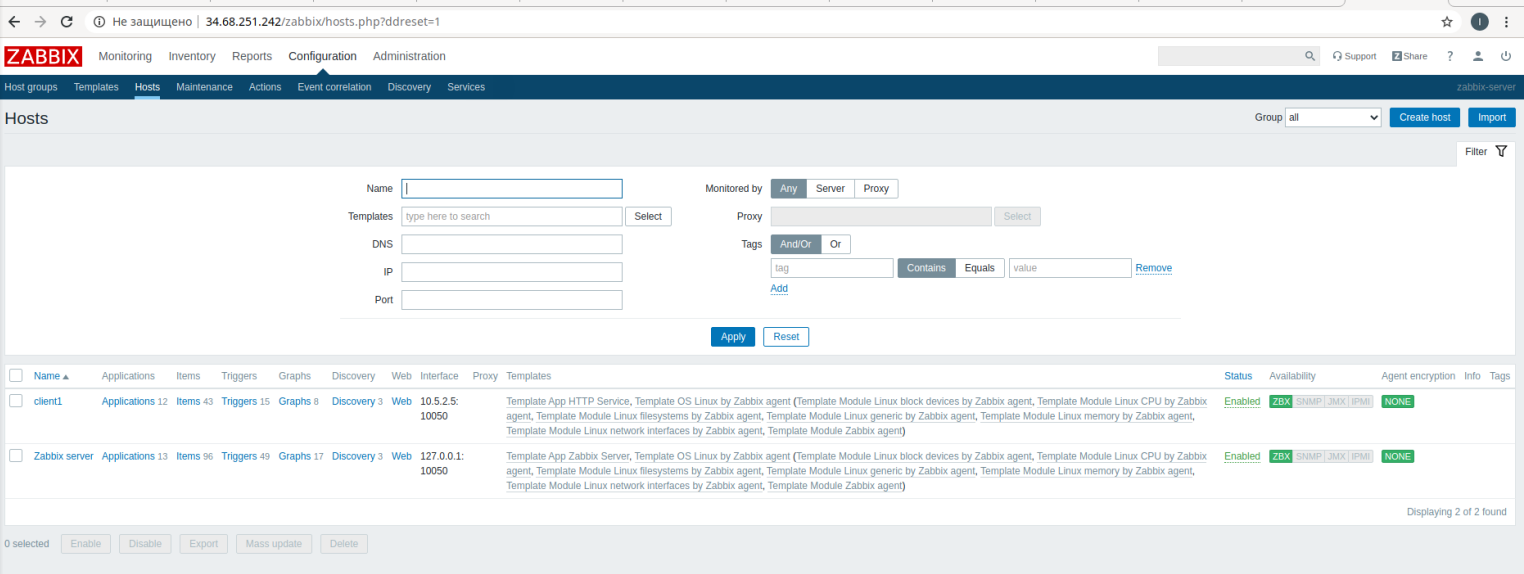 Не защищено | 34.68.251.242/zabbix/hosts.php?ddreset=1 I
ZABBIX Monitoring Inventory Reports Configuration Administration Support Z Share ?
Host groups Templates Hosts Maintenance Actions Event correlation Discovery Services zabbix-server
Hosts Group all Create host Import
Filter
Name Monitored by Any Server Proxy
Templates type here to search Select Proxy Select
DNS Tags And/Or Or
IP tag Contains Equals value Remove
Add
Port
Apply Reset
Name Applications Items Triggers Graphs Discovery Web Interface Proxy Templates Status Availability Agent encryption Info Tags
client1 Applications 12 Items 43 Triggers 15 Graphs 8 Discovery 3 Web 10.5.2.5: Template App HTTP Service, Template OS Linux by Zabbix agent (Template Module Linux block devices by Zabbix agent, Template Module Linux CPU by Zabbix Enabled ZBX SNMP JMX IPMI NONE
10050 agent, Template Module Linux filesystems by Zabbix agent, Template Module Linux generic by Zabbix agent, Template Module Linux memory by Zabbix agent,
Template Module Linux network interfaces by Zabbix agent, Template Module Zabbix agent)
Zabbix server Applications 13 Items 96 Triggers 49 Graphs 17 Discovery 3 Web 127.0.0.1: Template App Zabbix Server, Template OS Linux by Zabbix agent (Template Module Linux block devices by Zabbix agent, Template Module Linux CPU by Zabbix Enabled ZBX SNMP JMX IPMI NONE
10050 agent, Template Module Linux filesystems by Zabbix agent, Template Module Linux generic by Zabbix agent, Template Module Linux memory by Zabbix agent,
Template Module Linux network interfaces by Zabbix agent, Template Module Zabbix agent)
Displaying 2 of 2 found
0 selected Enable Disable Export Mass update Delete